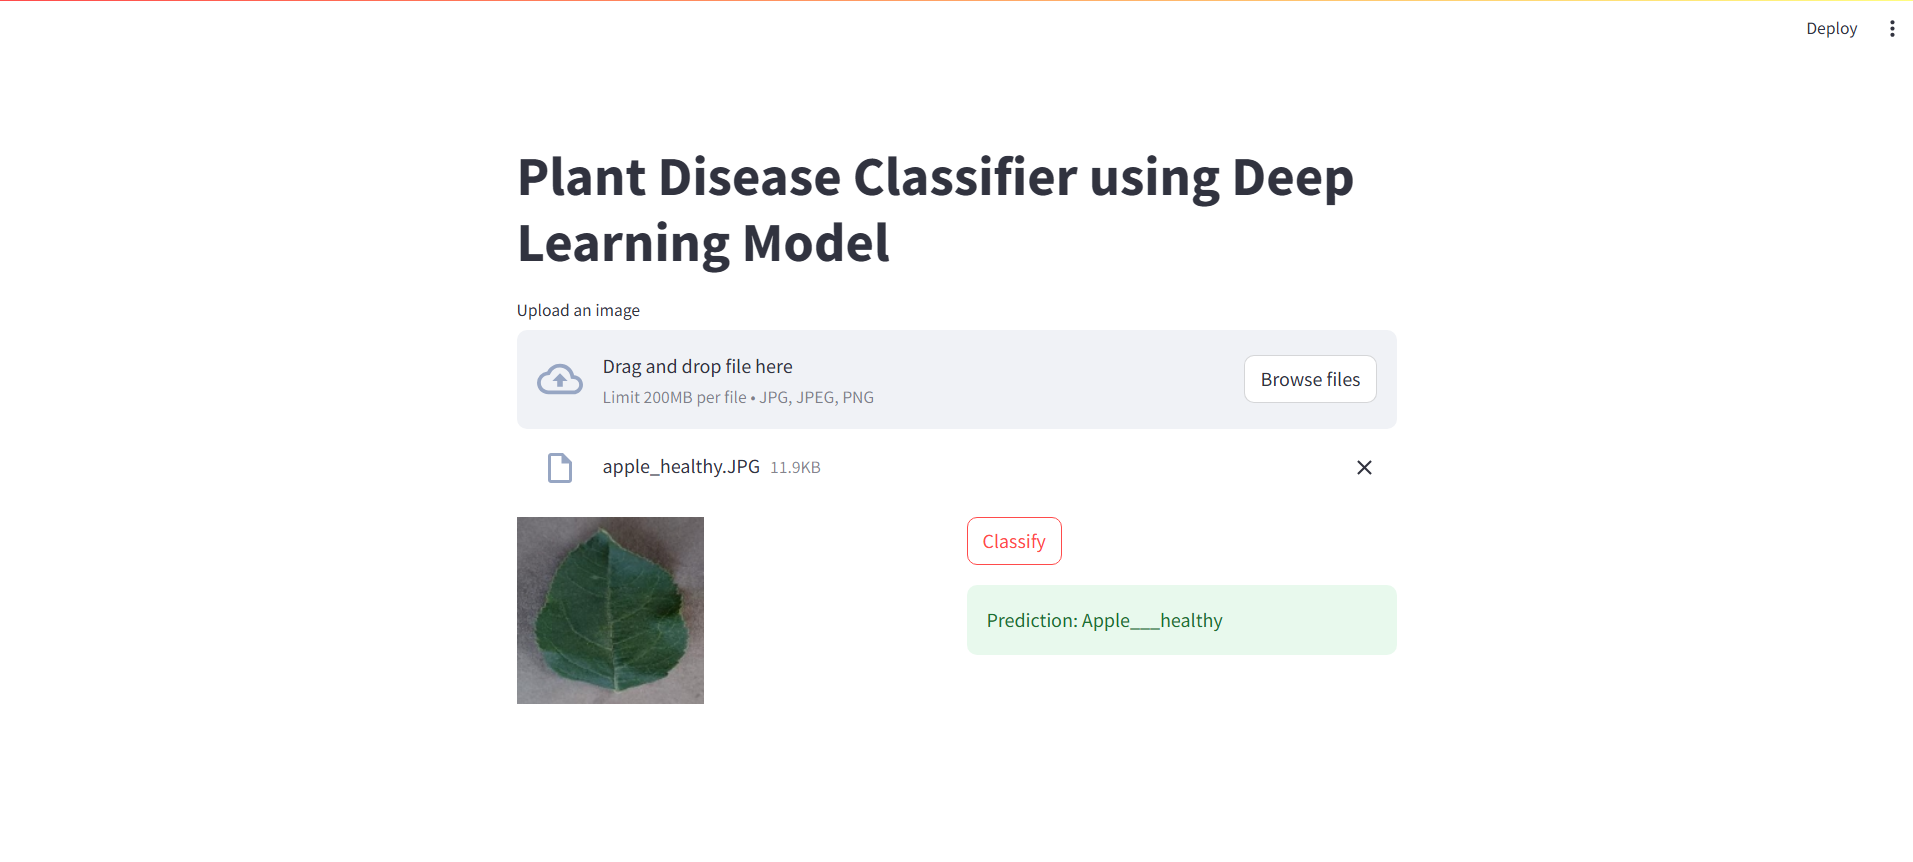 Deploy
Plant Disease Classifier using Deep
Learning Model
Upload an image
Drag and drop file here
Limit 200MB per file • JPG, JPEG, PNG
Browse files
apple_healthy.JPG 11.9KB
Classify
Prediction: Apple___healthy